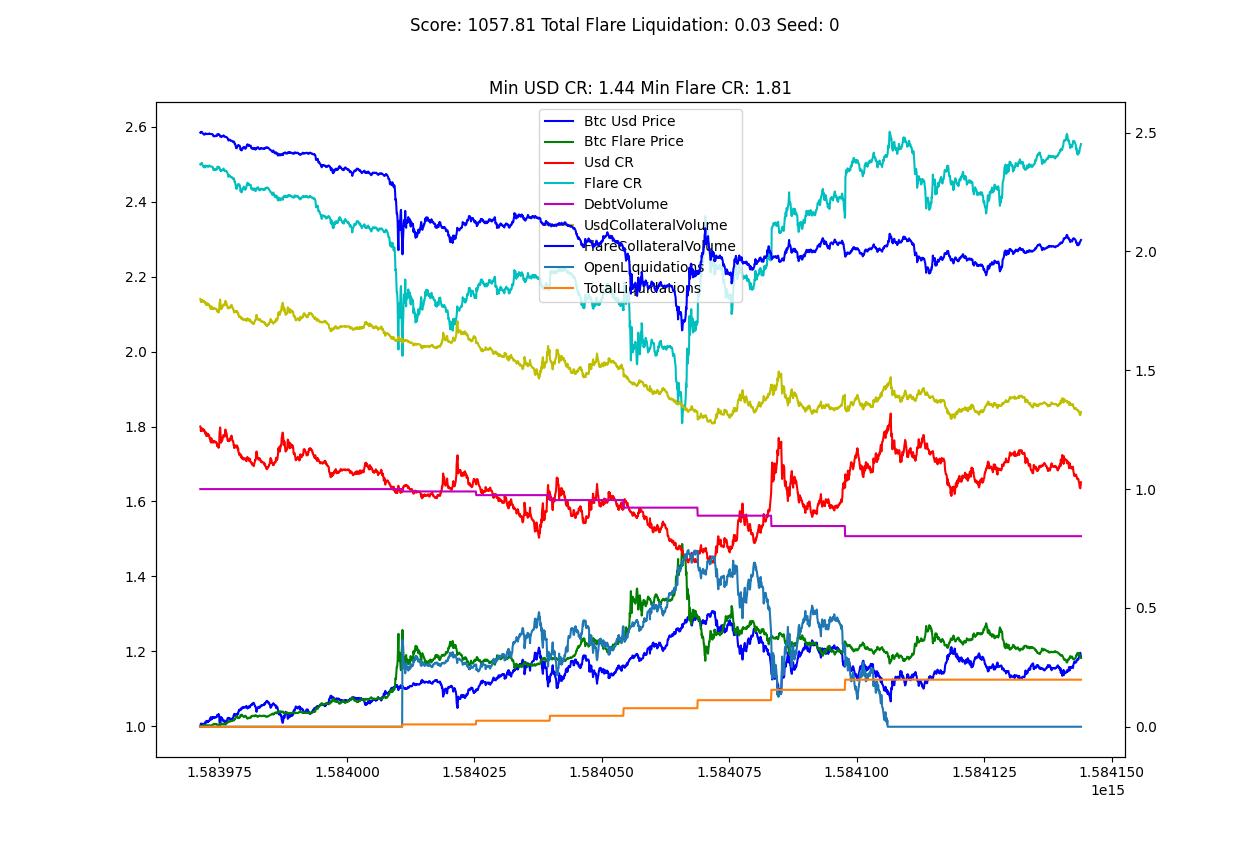 Score: 1057.81 Total Flare Liquidation: 0.03 Seed: 0
Min USD CR: 1.44 Min Flare CR: 1.81
Btc Usd Price
Btc Flare Price
Usd CR
Flare CR
DebtVolume
UsdCollateralVolume
FlareCollateralVolume
OpenLiquidations
TotalLiquidations
2.6
2.4
2.2
2.0
1.8
1.6
1.4
1.2
1.0
2.5
2.0
1.5
1.0
0.5
0.0
1.583975 1.584000 1.584025 1.584050 1.584075 1.584100 1.584125 1.584150
1e15